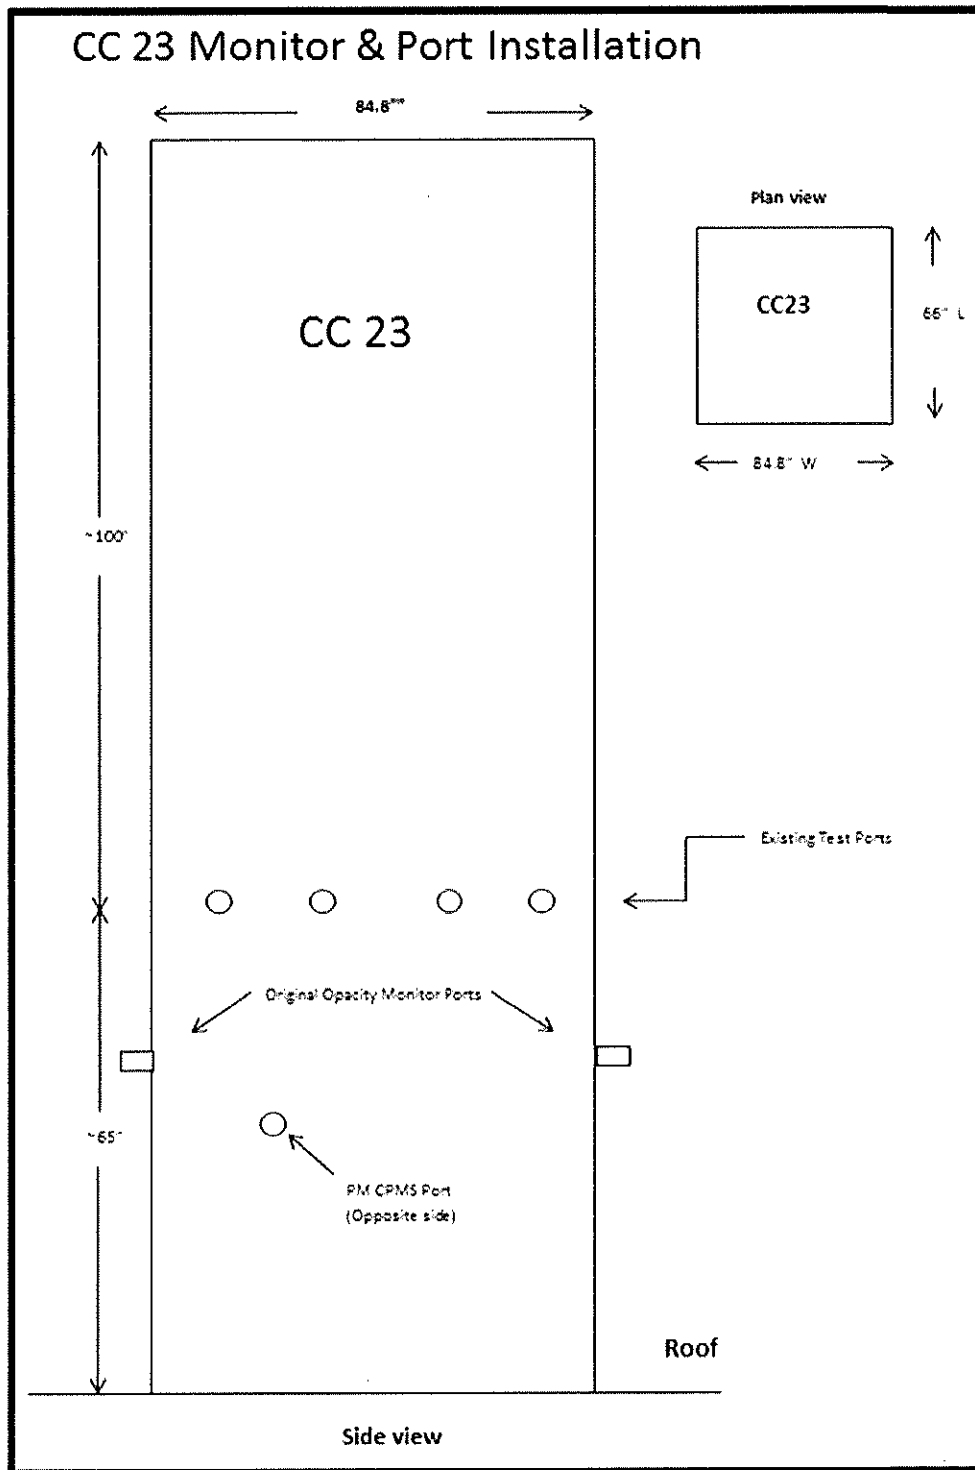 CC 23 Monitor & Port Installation
84.8""
Plan view
CC 23
CC23
66" L
84.8" W
~100"
Existing Test Ports
Original Opacity Monitor Ports
~65"
PM CPMS Port
(Opposite side)
Roof
Side view